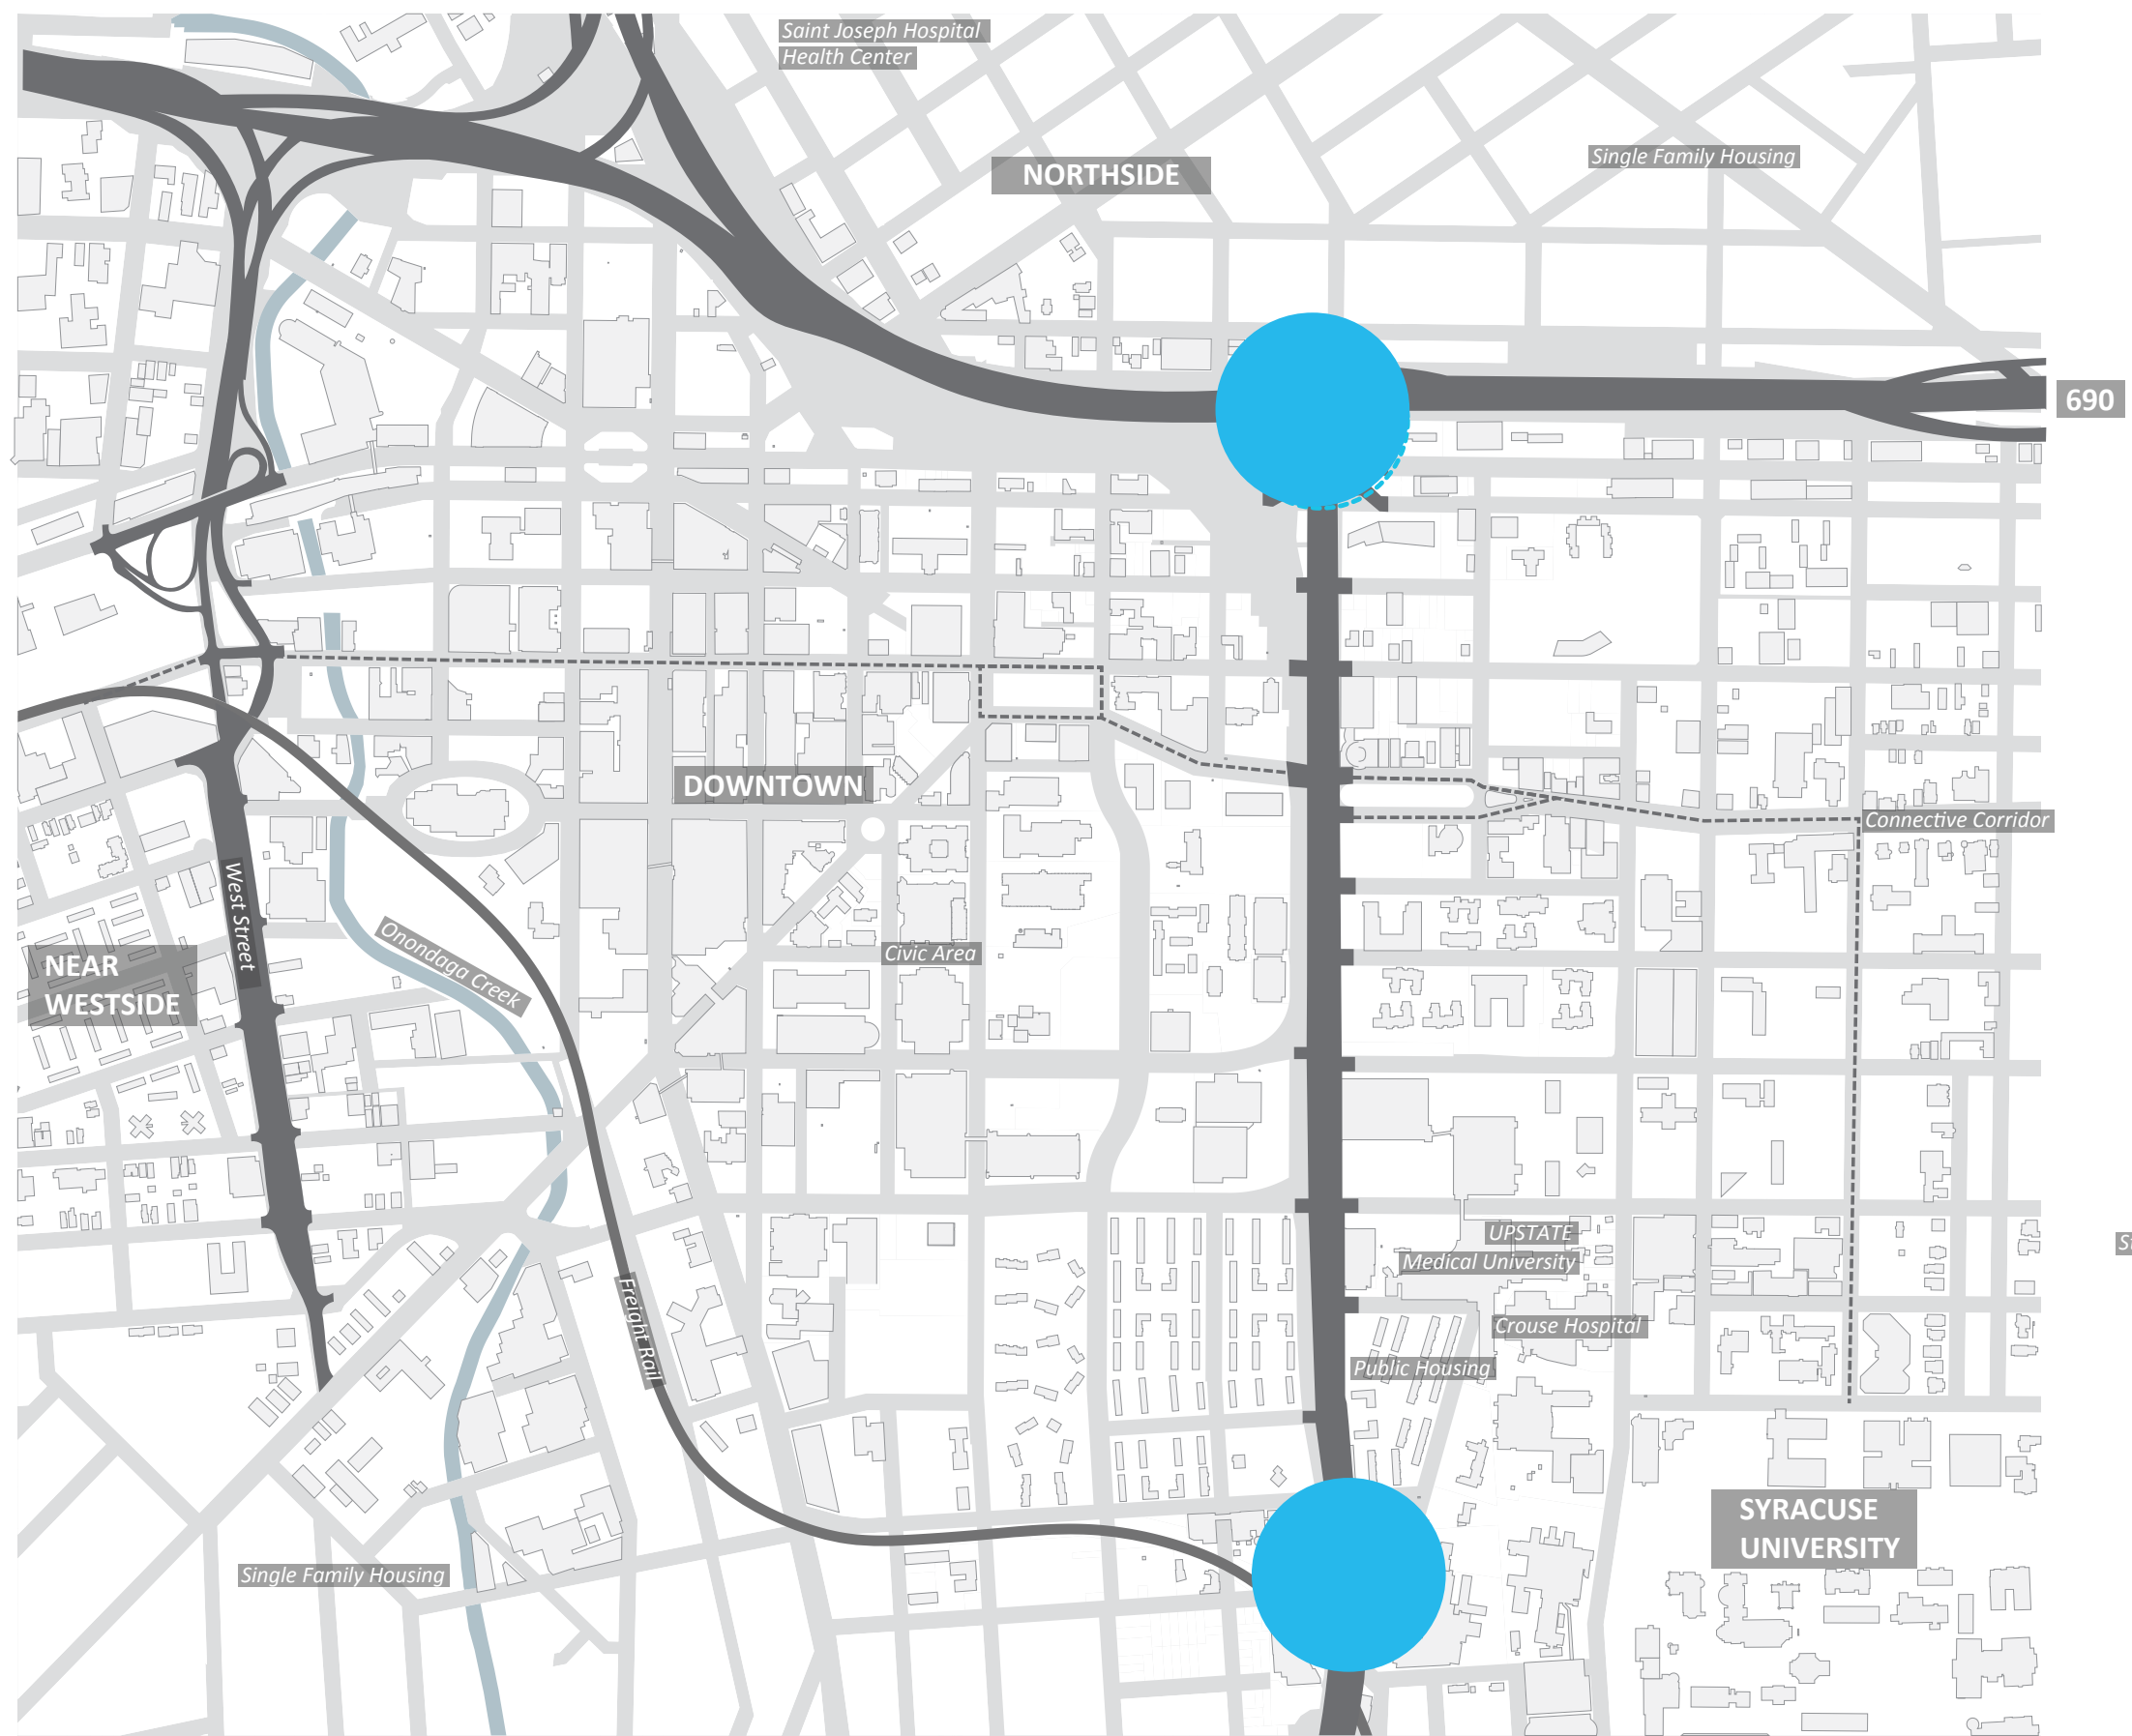 Saint Joseph Hospital
Health Center
NORTHSIDE
Single Family Housing
690
DOWNTOWN
Connective Corridor
West Street
NEAR
WESTSIDE
Onondaga Creek
Civic Area
UPSTATE
Medical University
Freight Rail
Crouse Hospital
Public Housing
SYRACUSE
UNIVERSITY
Single Family Housing